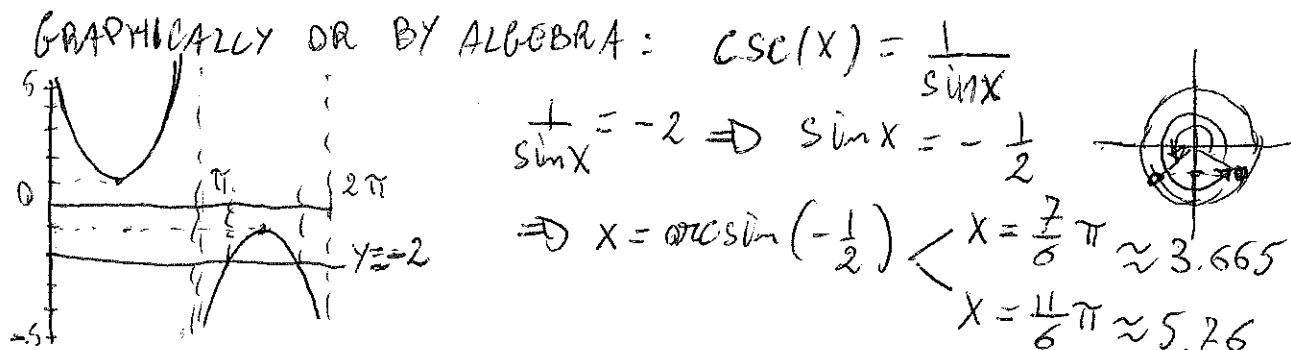 GRAPHICALLY OR BY ALGEBRA: csc(x) = 1/sinx
5
1/sinx = -2 ⇒ sinx = - 1/2
0
π
2π
y=-2
⇒ x = arcsin(-1/2) < x = 7/6 π ≈ 3.665
x = 11/6 π ≈ 5.76
-5